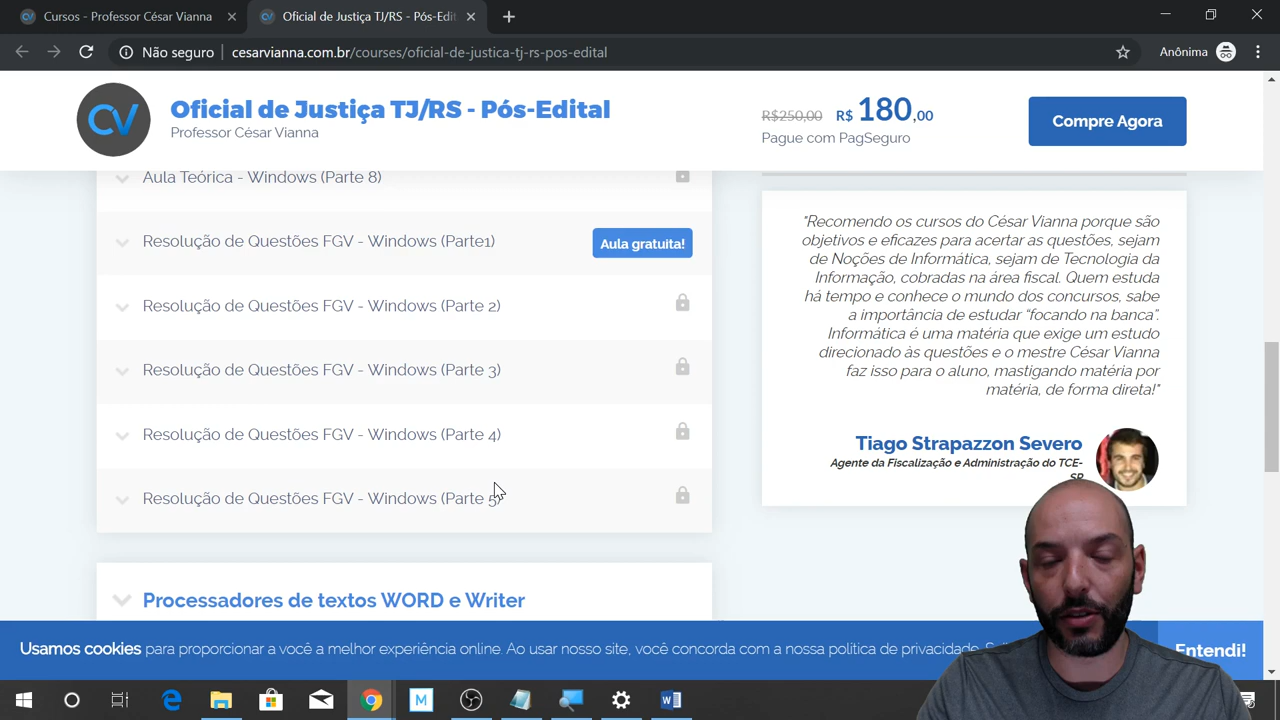 Cursos - Professor César Vianna
Oficial de Justiça TJ/RS - Pós-Edit
Não seguro
cesarvianna.com.br/courses/oficial-de-justica-tj-rs-pos-edital
Anônima
CV
Oficial de Justiça TJ/RS - Pós-Edital
Professor César Vianna
R$250,00 R$ 180,00
Pague com PagSeguro
Compre Agora
Aula Teórica - Windows (Parte 8)
Resolução de Questões FGV - Windows (Parte1)
Aula gratuita!
Resolução de Questões FGV - Windows (Parte 2)
Resolução de Questões FGV - Windows (Parte 3)
Resolução de Questões FGV - Windows (Parte 4)
Resolução de Questões FGV - Windows (Parte 5)
Processadores de textos WORD e Writer
"Recomendo os cursos do César Vianna porque são
objetivos e eficazes para acertar as questões, sejam
de Noções de Informática, sejam de Tecnologia da
Informação, cobradas na área fiscal. Quem estuda
há tempo e conhece o mundo dos concursos, sabe
a importância de estudar “focando na banca”.
Informática é uma matéria que exige um estudo
direcionado às questões e o mestre César Vianna
faz isso para o aluno, mastigando matéria por
matéria, de forma direta!"
Tiago Strapazzon Severo
Agente da Fiscalização e Administração do TCE-
SP
Usamos cookies para proporcionar a você a melhor experiência online. Ao usar nosso site, você concorda com a nossa política de privacidade.
Entendi!